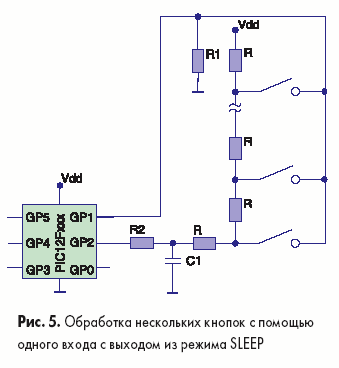 Vdd
R1
R
R
Vdd
GP5
GP1
R
PIC12Fxxx
GP4
GP2
R2
R
GP3
GP0
C1
Рис. 5. Обработка нескольких кнопок с помощью
одного входа с выходом из режима SLEEP